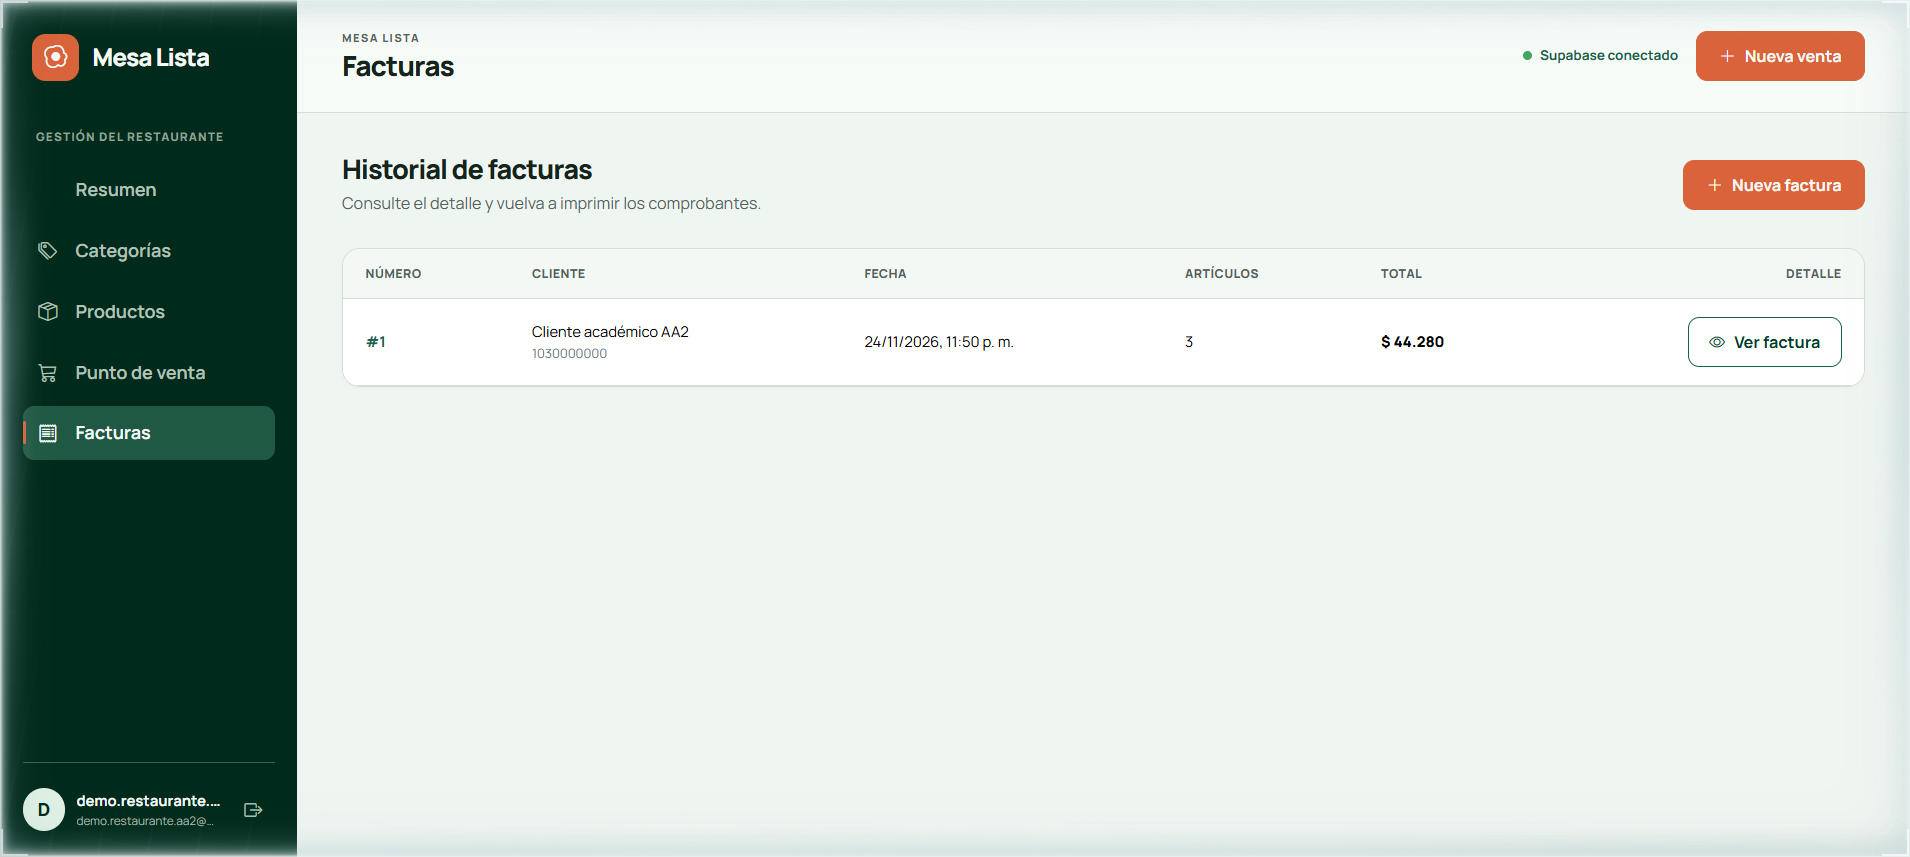 Mesa Lista
GESTIÓN DEL RESTAURANTE
Resumen
Categorías
Productos
Punto de venta
Facturas
D
demo.restaurante....
demo.restaurante.aa2@...
MESA LISTA
Facturas
Supabase conectado
+ Nueva venta
Historial de facturas
Consulte el detalle y vuelva a imprimir los comprobantes.
+ Nueva factura
NÚMERO CLIENTE FECHA ARTÍCULOS TOTAL DETALLE
#1 Cliente académico AA2 24/11/2026, 11:50 p. m. 3 $ 44.280 Ver factura
1030000000